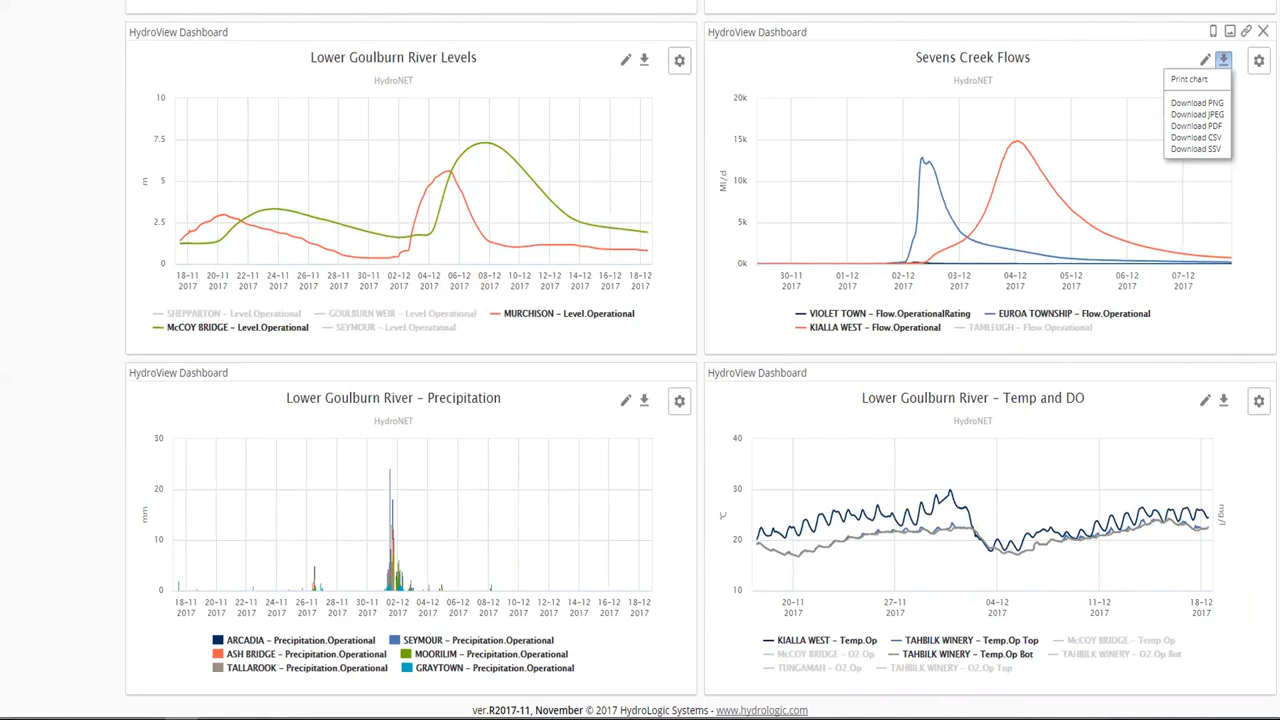 HydroView Dashboard
Lower Goulburn River Levels
HydroNET
10
7.5
5
2.5
0
m
18-11 20-11 22-11 24-11 26-11 28-11 30-11 02-12 04-12 06-12 08-12 10-12 12-12 14-12 16-12 18-12
2017 2017 2017 2017 2017 2017 2017 2017 2017 2017 2017 2017 2017 2017 2017 2017
SHEPPARTON - Level.Operational GOULBURN WEIR - Level.Operational MURCHISON - Level.Operational
McCOY BRIDGE - Level.Operational SEYMOUR - Level.Operational
HydroView Dashboard
Sevens Creek Flows
HydroNET
Print chart
Download PNG
Download JPEG
Download PDF
Download CSV
Download SSV
20k
15k
10k
5k
0k
Ml/d
30-11 01-12 02-12 03-12 04-12 05-12 06-12 07-12
2017 2017 2017 2017 2017 2017 2017 2017
VIOLET TOWN - Flow.OperationalRating EUROA TOWNSHIP - Flow.Operational
KIALLA WEST - Flow.Operational TAMLEUGH - Flow.Operational
HydroView Dashboard
Lower Goulburn River - Precipitation
HydroNET
30
20
10
0
mm
18-11 20-11 22-11 24-11 26-11 28-11 30-11 02-12 04-12 06-12 08-12 10-12 12-12 14-12 16-12 18-12
2017 2017 2017 2017 2017 2017 2017 2017 2017 2017 2017 2017 2017 2017 2017 2017
ARCADIA - Precipitation.Operational SEYMOUR - Precipitation.Operational
ASH BRIDGE - Precipitation.Operational MOORILIM - Precipitation.Operational
TALLAROOK - Precipitation.Operational GRAYTOWN - Precipitation.Operational
HydroView Dashboard
Lower Goulburn River - Temp and DO
HydroNET
40
30
20
10
°C
mg/l
20-11 27-11 04-12 11-12 18-12
2017 2017 2017 2017 2017
KIALLA WEST - Temp.Op TAHBILK WINERY - Temp.Op Top McCOY BRIDGE - Temp.Op
McCOY BRIDGE - O2.Op TAHBILK WINERY - Temp.Op Bot TAHBILK WINERY - O2.Op Bot
TUNGAMAH - O2.Op TAHBILK WINERY - O2.Op Top
ver.R2017-11, November © 2017 HydroLogic Systems - www.hydrologic.com